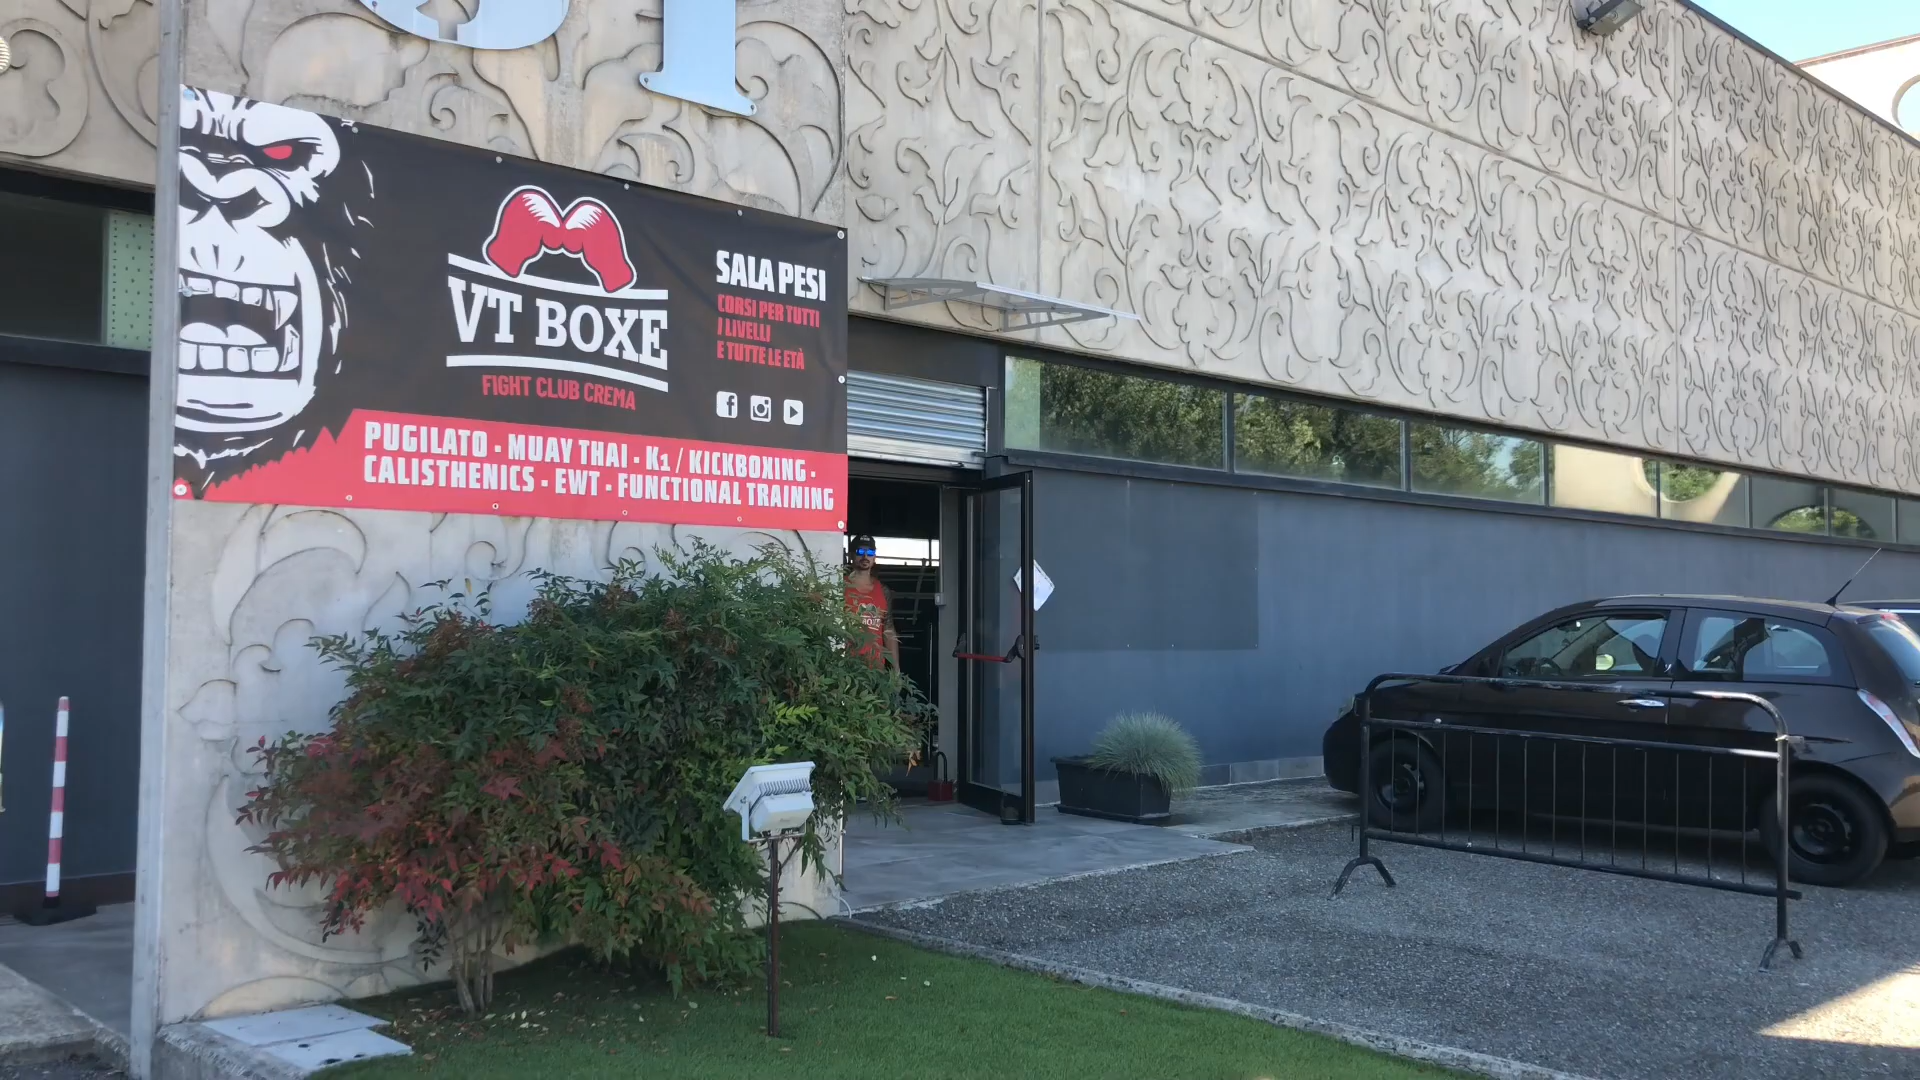 VT BOXE
FIGHT CLUB CREMA
SALA PESI
CORSI PER TUTTI
I LIVELLI
E TUTTE LE ETÀ
PUGILATO · MUAY THAI · K1 / KICKBOXING ·
CALISTHENICS · EWT · FUNCTIONAL TRAINING